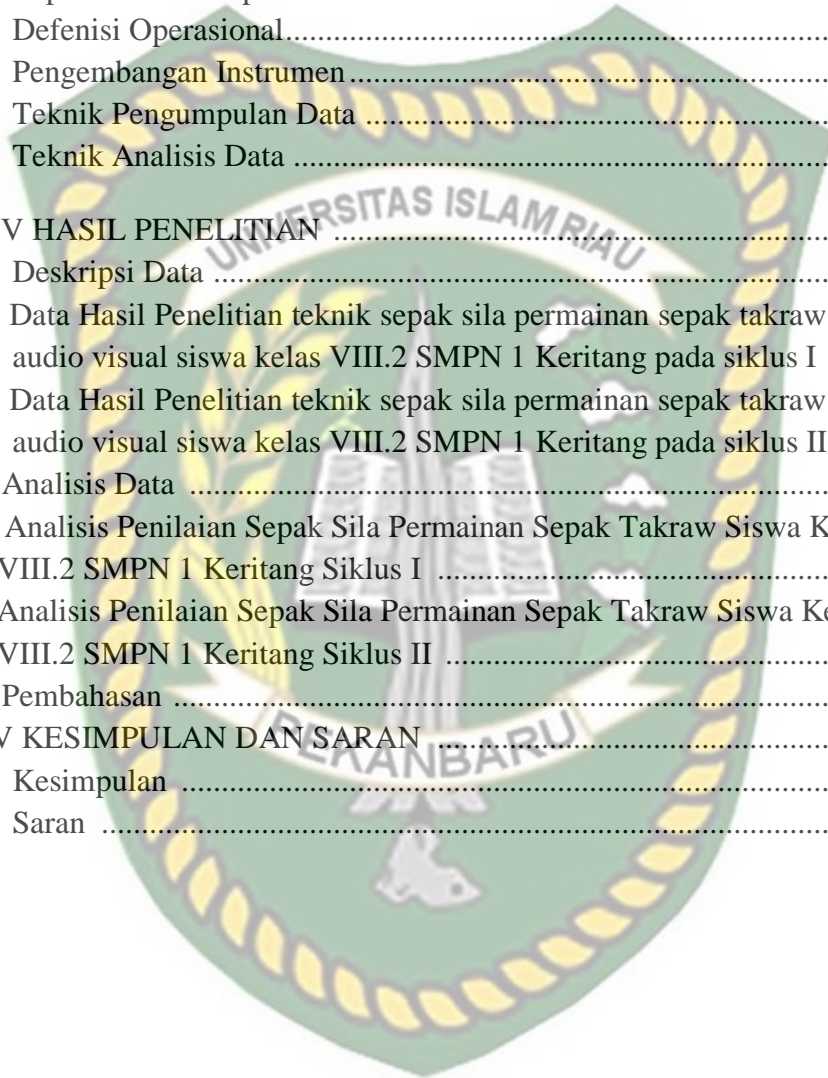 Defenisi Operasional....................................................................
Pengembangan Instrumen............................................................
Teknik Pengumpulan Data ..........................................................
Teknik Analisis Data ...................................................................
UNIVERSITAS ISLAM RIAU
V HASIL PENELITIAN ...............................................................
Deskripsi Data .............................................................................
Data Hasil Penelitian teknik sepak sila permainan sepak takraw
audio visual siswa kelas VIII.2 SMPN 1 Keritang pada siklus I
Data Hasil Penelitian teknik sepak sila permainan sepak takraw
audio visual siswa kelas VIII.2 SMPN 1 Keritang pada siklus II
Analisis Data ................................................................................
Analisis Penilaian Sepak Sila Permainan Sepak Takraw Siswa K
VIII.2 SMPN 1 Keritang Siklus I .................................................
Analisis Penilaian Sepak Sila Permainan Sepak Takraw Siswa Ke
VIII.2 SMPN 1 Keritang Siklus II ................................................
Pembahasan ..................................................................................
PEKANBARU
V KESIMPULAN DAN SARAN .................................................
Kesimpulan ..................................................................................
Saran ............................................................................................